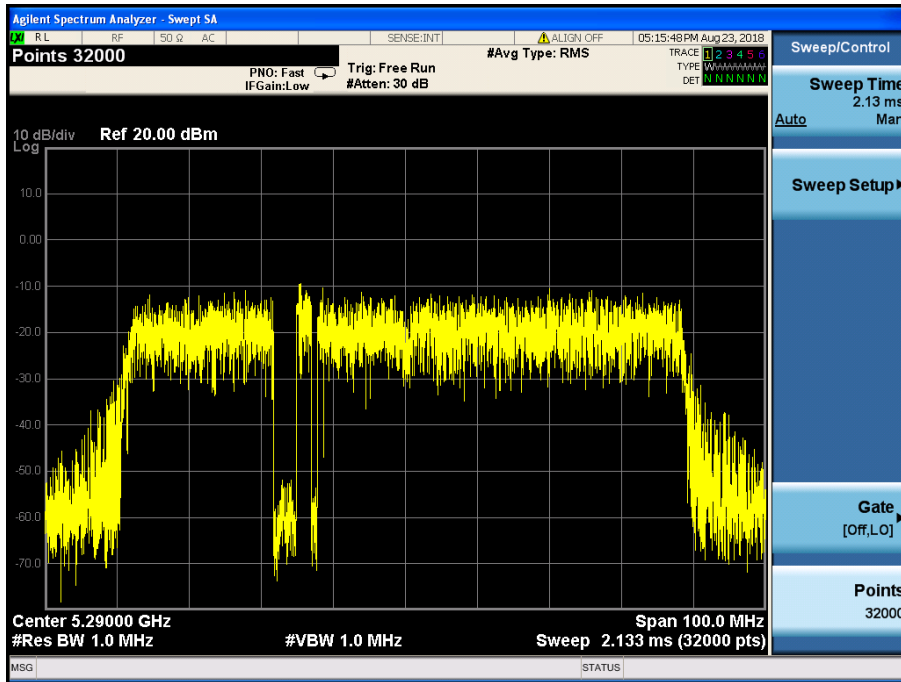 Agilent Spectrum Analyzer - Swept SA
LXI RL RF 50 Ω AC SENSE:INT ALIGN OFF 05:15:48 PM Aug 23, 2018
Points 32000
#Avg Type: RMS
TRACE 1 2 3 4 5 6
PNO: Fast
Trig: Free Run
TYPE WWWWWW
IFGain:Low
#Atten: 30 dB
DET N N N N N N
10 dB/div Ref 20.00 dBm
Log
10.0
0.00
-10.0
-20.0
-30.0
-40.0
-50.0
-60.0
-70.0
Center 5.29000 GHz Span 100.0 MHz
#Res BW 1.0 MHz #VBW 1.0 MHz Sweep 2.133 ms (32000 pts)
MSG STATUS
Sweep/Control
Sweep Time
2.13 ms
Auto Man
Sweep Setup
Gate
[Off,LO]
Points
32000